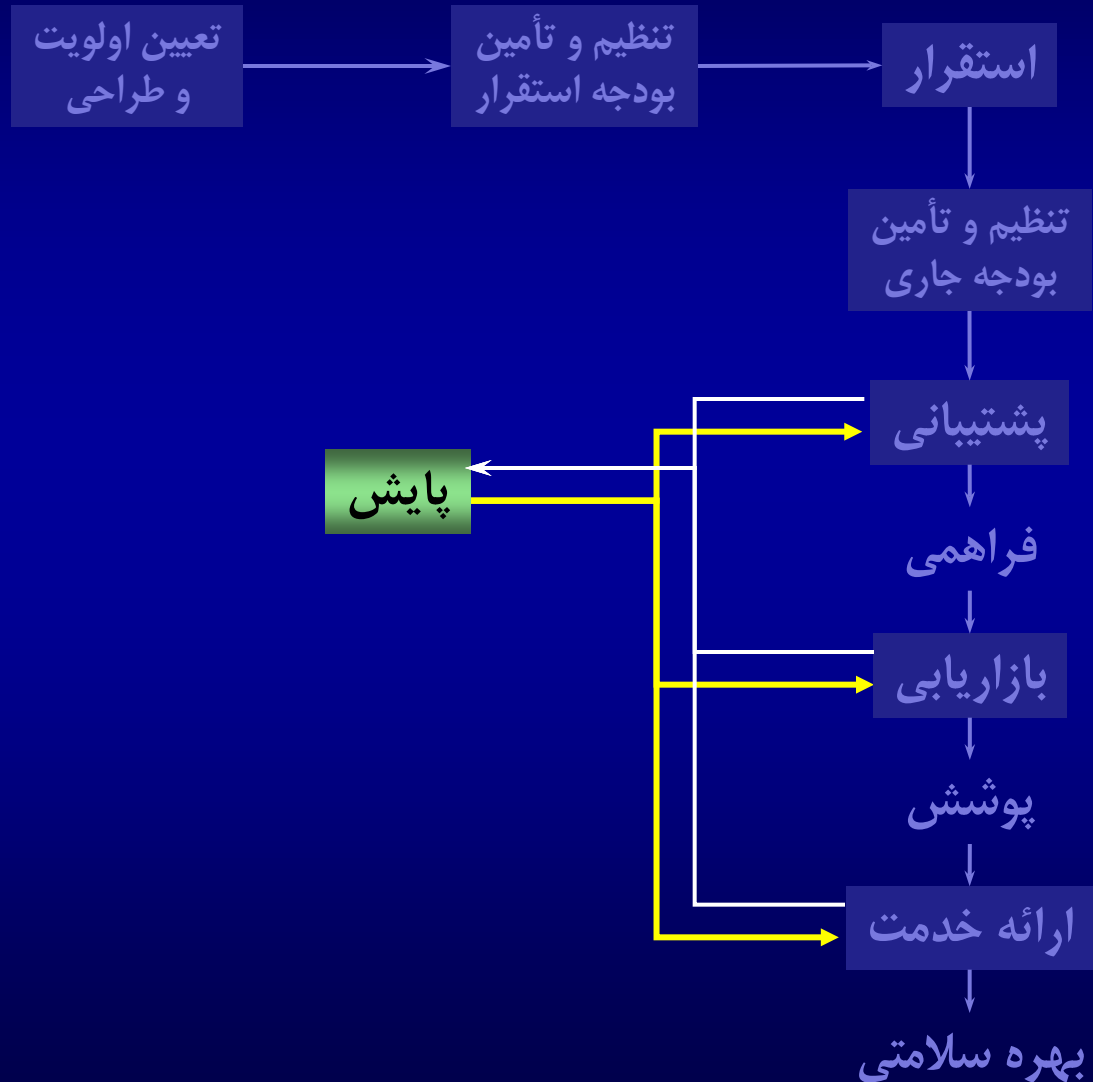 تعیین اولویت
و طراحی
تنظیم و تأمین
بودجه استقرار
استقرار
تنظیم و تأمین
بودجه جاری
پشتیبانی
پایش
فراهمی
بازاریابی
پوشش
ارائه خدمت
بهره سلامتی